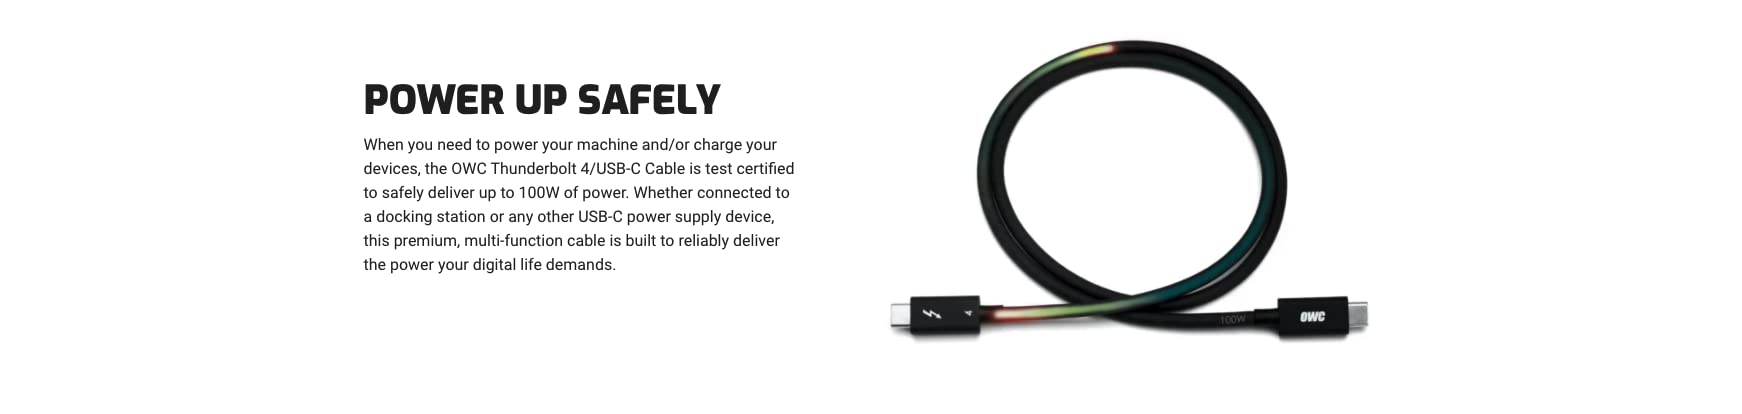 POWER UP SAFELY
When you need to power your machine and/or charge your
devices, the OWC Thunderbolt 4/USB-C Cable is test certified
to safely deliver up to 100W of power. Whether connected to
a docking station or any other USB-C power supply device,
this premium, multi-function cable is built to reliably deliver
the power your digital life demands.
4
100W
OWC